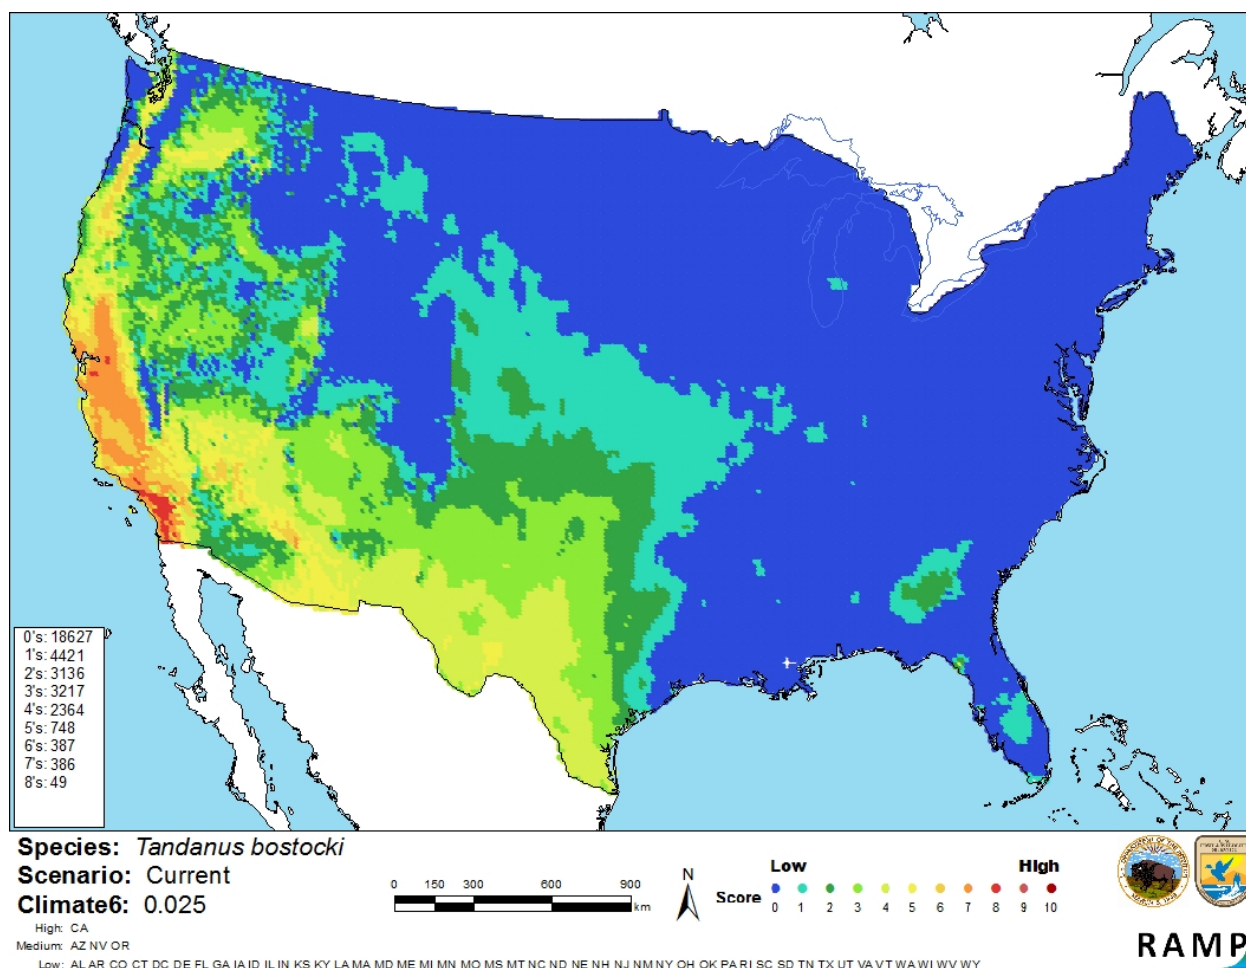 0's: 18627
1's: 4421
2's: 3136
3's: 3217
4's: 2364
5's: 748
6's: 387
7's: 386
8's: 49
Species: Tandanus bostocki
Scenario: Current
Climate6: 0.025
High: CA
Medium: AZ NV OR
Low: AL AR CO CT DC DE FL GA IA ID IL IN KS KY LA MA MD ME MI MN MO MS MT NC ND NE NH NJ NM NY OH OK PA RI SC SD TN TX UT VA VT WA WI WV WY
0 150 300 600 900
km
N
Low High
Score 0 1 2 3 4 5 6 7 8 9 10
RAMP